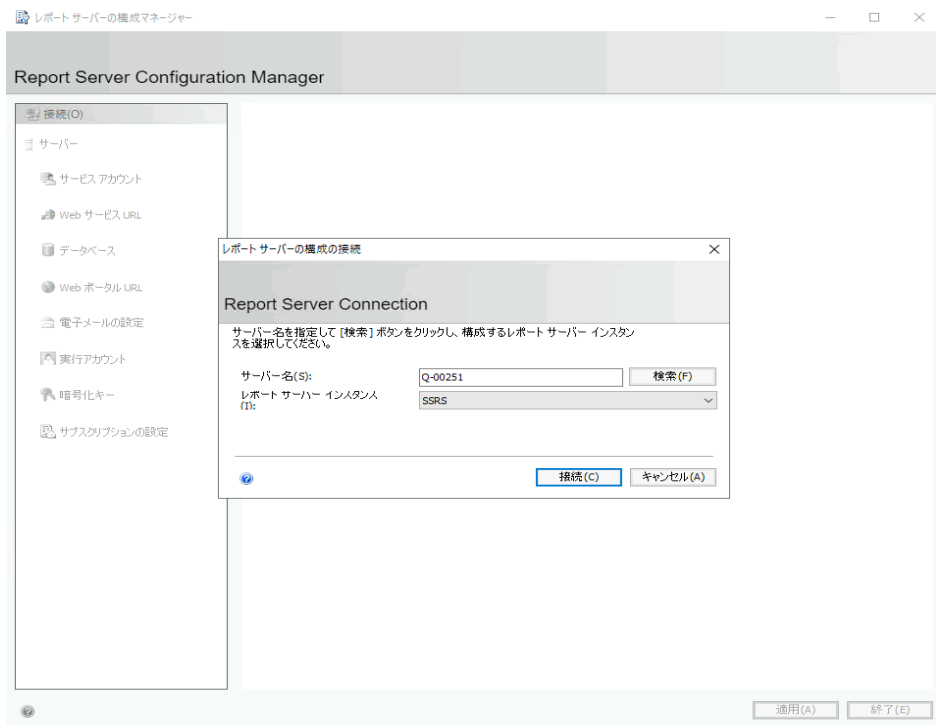 レポート サーバーの構成マネージャー
Report Server Configuration Manager
接続(O)
サーバー
サービス アカウント
Web サービス URL
データベース
Web ポータル URL
電子メールの設定
実行アカウント
暗号化キー
サブスクリプションの設定
レポート サーバーの構成の接続
Report Server Connection
サーバー名を指定して [検索] ボタンをクリックし、構成するレポート サーバー インスタン
スを選択してください。
サーバー名(S):
Q-00251
検索(F)
レポート サーバー インスタンス
(I):
SSRS
接続(C)
キャンセル(A)
適用(A)
終了(E)